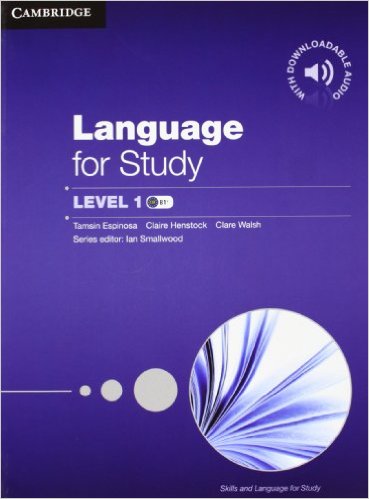 CAMBRIDGE
WITH DOWNLOADABLE AUDIO
Language
for Study
LEVEL 1 B1+
Tamsin Espinosa Claire Henstock Clare Walsh
Series editor: Ian Smallwood
Skills and Language for Study